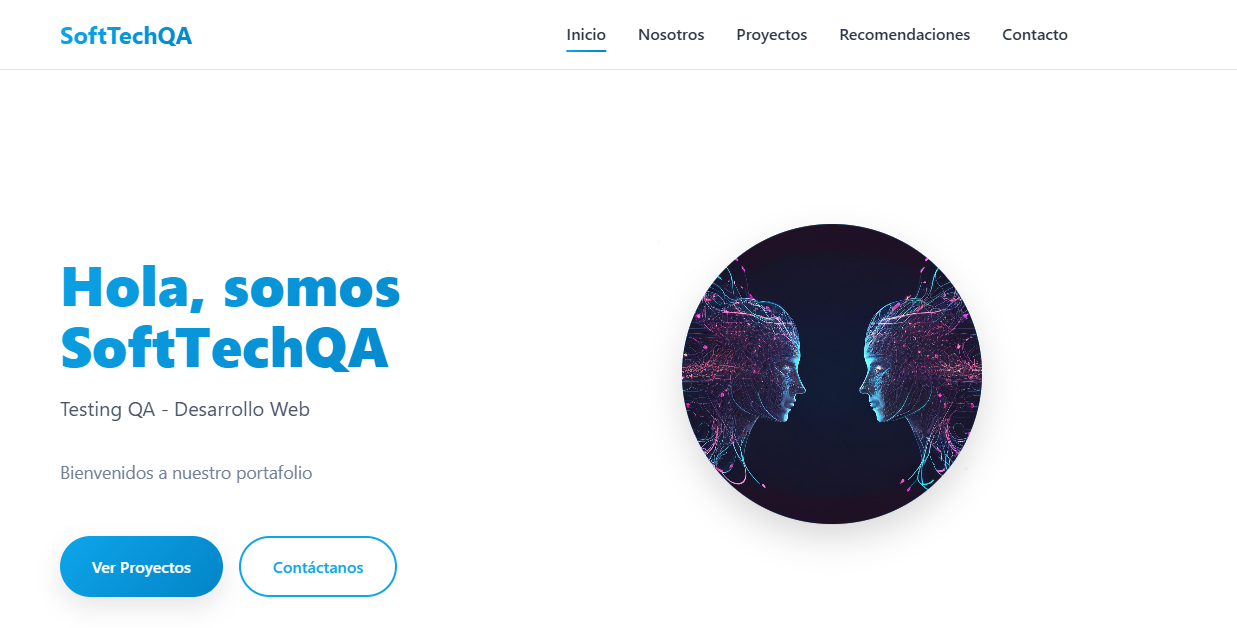 SoftTechQA
Inicio Nosotros Proyectos Recomendaciones Contacto
Hola, somos
SoftTechQA
Testing QA - Desarrollo Web
Bienvenidos a nuestro portafolio
Ver Proyectos Contáctanos